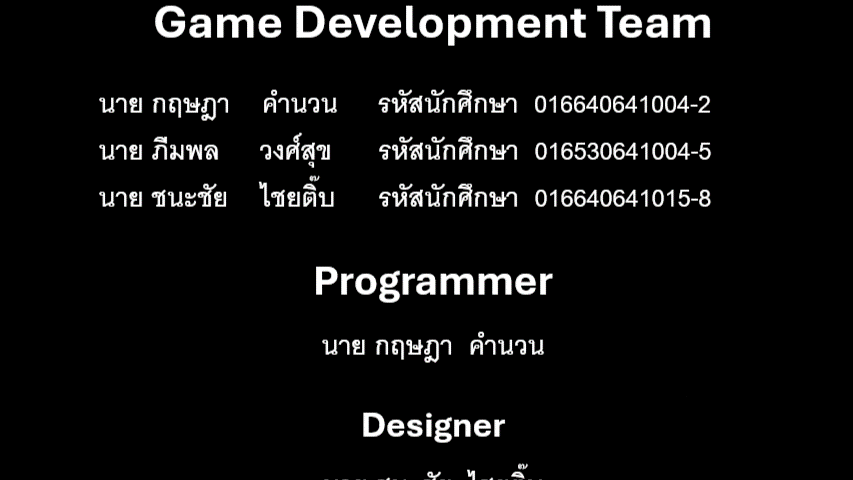 Game Development Team
นาย กฤษฎา คำนวน รหัสนักศึกษา 016640641004-2
นาย ภีมพล วงศ์สุข รหัสนักศึกษา 016530641004-5
นาย ชนะชัย ไชยติ๊บ รหัสนักศึกษา 016640641015-8
Programmer
นาย กฤษฎา คำนวน
Designer